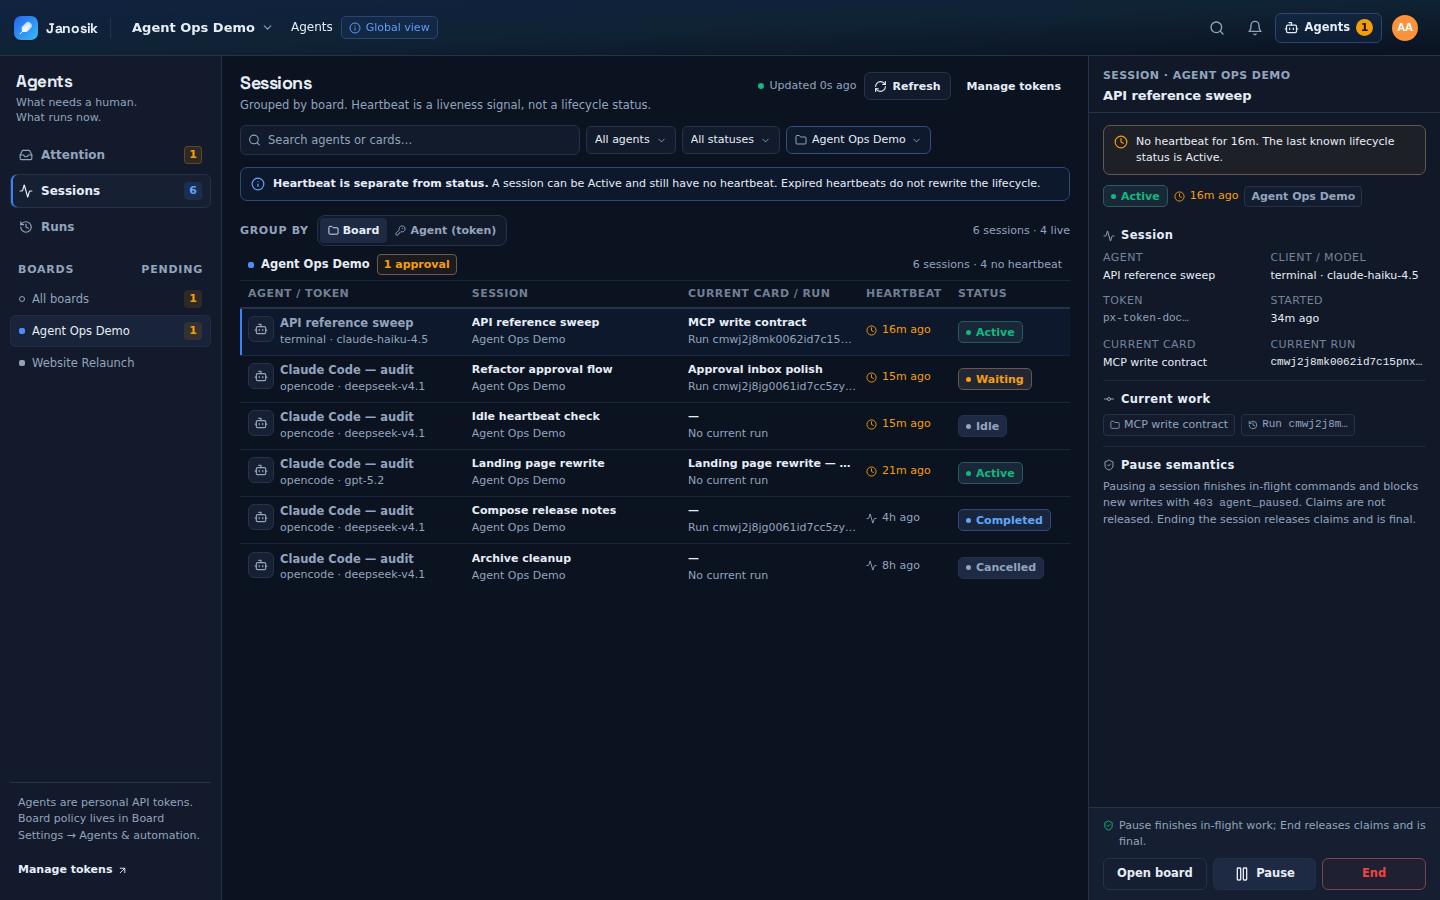 Janosik
Agent Ops Demo
Agents
Global view
Agents 1
AA
Agents
What needs a human.
What runs now.
Attention 1
Sessions 6
Runs
BOARDS PENDING
All boards 1
Agent Ops Demo 1
Website Relaunch
Agents are personal API tokens.
Board policy lives in Board
Settings → Agents & automation.
Manage tokens
Sessions
Grouped by board. Heartbeat is a liveness signal, not a lifecycle status.
Updated 0s ago
Refresh
Manage tokens
Search agents or cards...
All agents
All statuses
Agent Ops Demo
Heartbeat is separate from status. A session can be Active and still have no heartbeat. Expired heartbeats do not rewrite the lifecycle.
GROUP BY Board Agent (token)
6 sessions · 4 live
Agent Ops Demo 1 approval
6 sessions · 4 no heartbeat
AGENT / TOKEN SESSION CURRENT CARD / RUN HEARTBEAT STATUS
API reference sweep API reference sweep MCP write contract 16m ago Active
terminal · claude-haiku-4.5 Agent Ops Demo Run cmwj2j8mk0062id7c15...
Claude Code — audit Refactor approval flow Approval inbox polish 15m ago Waiting
opencode · deepseek-v4.1 Agent Ops Demo Run cmwj2j8jg0061id7cc5zy...
Claude Code — audit Idle heartbeat check — 15m ago Idle
opencode · deepseek-v4.1 Agent Ops Demo No current run
Claude Code — audit Landing page rewrite Landing page rewrite — ... 21m ago Active
opencode · gpt-5.2 Agent Ops Demo No current run
Claude Code — audit Compose release notes — 4h ago Completed
opencode · deepseek-v4.1 Agent Ops Demo Run cmwj2j8jg0061id7cc5zy...
Claude Code — audit Archive cleanup — 8h ago Cancelled
opencode · deepseek-v4.1 Agent Ops Demo No current run
SESSION · AGENT OPS DEMO
API reference sweep
No heartbeat for 16m. The last known lifecycle
status is Active.
Active 16m ago Agent Ops Demo
Session
AGENT CLIENT / MODEL
API reference sweep terminal · claude-haiku-4.5
TOKEN STARTED
px-token-doc... 34m ago
CURRENT CARD CURRENT RUN
MCP write contract cmwj2j8mk0062id7c15pnx...
Current work
MCP write contract Run cmwj2j8m...
Pause semantics
Pausing a session finishes in-flight commands and blocks
new writes with 403 agent_paused. Claims are not
released. Ending the session releases claims and is final.
Pause finishes in-flight work; End releases claims and is
final.
Open board Pause End